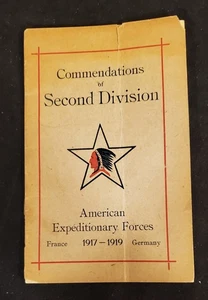 Commendations
of
Second Division
American
Expeditionary Forces
France 1917–1919 Germany